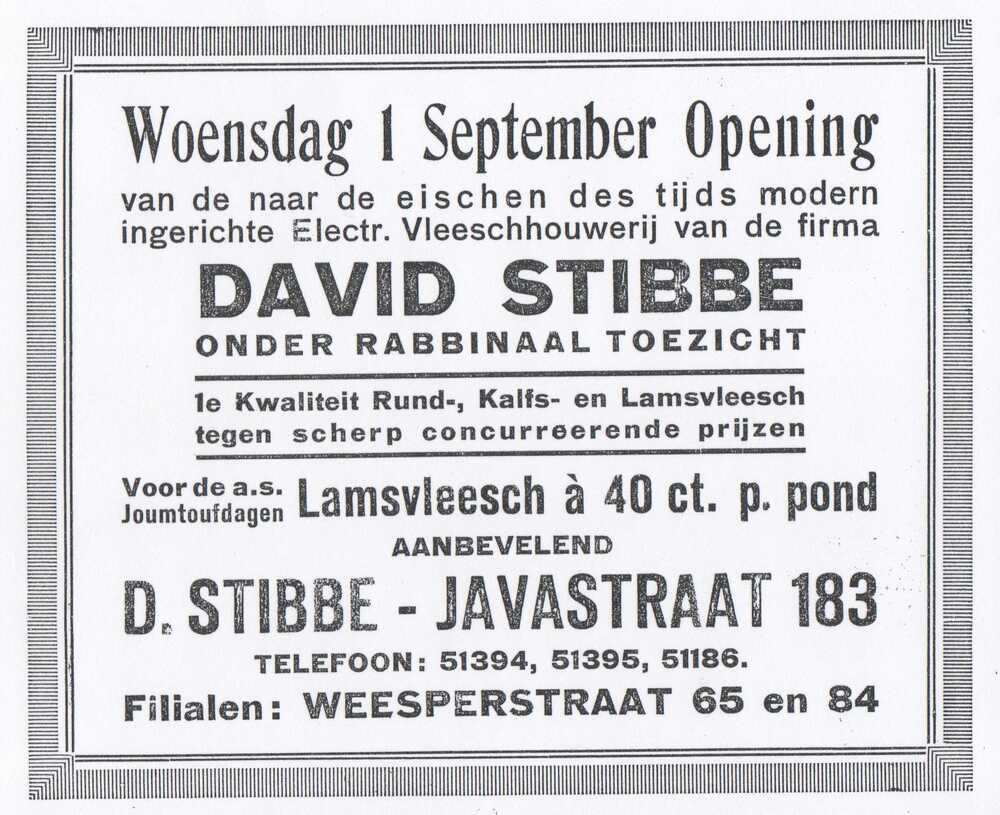 Woensdag 1 September Opening
van de naar de eischen des tijds modern
ingerichte Electr. Vleeschhouwerij van de firma
DAVID STIBBE
ONDER RABBINAAL TOEZICHT
1e Kwaliteit Rund-, Kalfs- en Lamsvleesch
tegen scherp concurreerende prijzen
Voor de a.s.
Joumtoufdagen
Lamsvleesch à 40 ct. p. pond
AANBEVELEND
D. STIBBE - JAVASTRAAT 183
TELEFOON: 51394, 51395, 51186.
Filialen: WEESPERSTRAAT 65 en 84